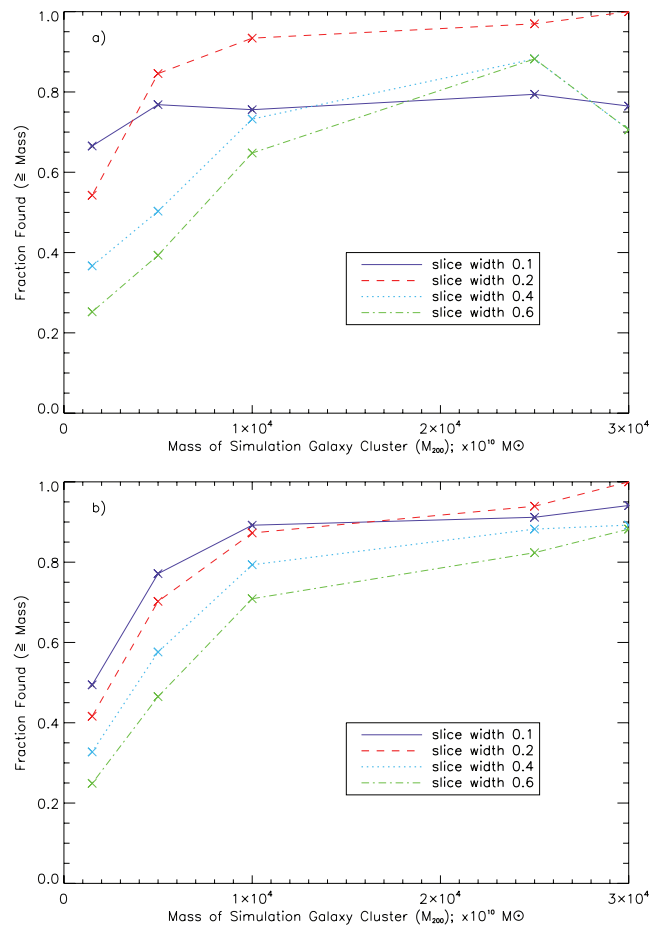 a)
1.0
0.8
0.6
0.4
0.2
0.0
Fraction Found (≥ Mass)
slice width 0.1
slice width 0.2
slice width 0.4
slice width 0.6
0 1×10⁴ 2×10⁴ 3×10⁴
Mass of Simulation Galaxy Cluster (M₂₀₀); x10¹⁰ M⊙
b)
1.0
0.8
0.6
0.4
0.2
0.0
Fraction Found (≥ Mass)
slice width 0.1
slice width 0.2
slice width 0.4
slice width 0.6
0 1×10⁴ 2×10⁴ 3×10⁴
Mass of Simulation Galaxy Cluster (M₂₀₀); x10¹⁰ M⊙